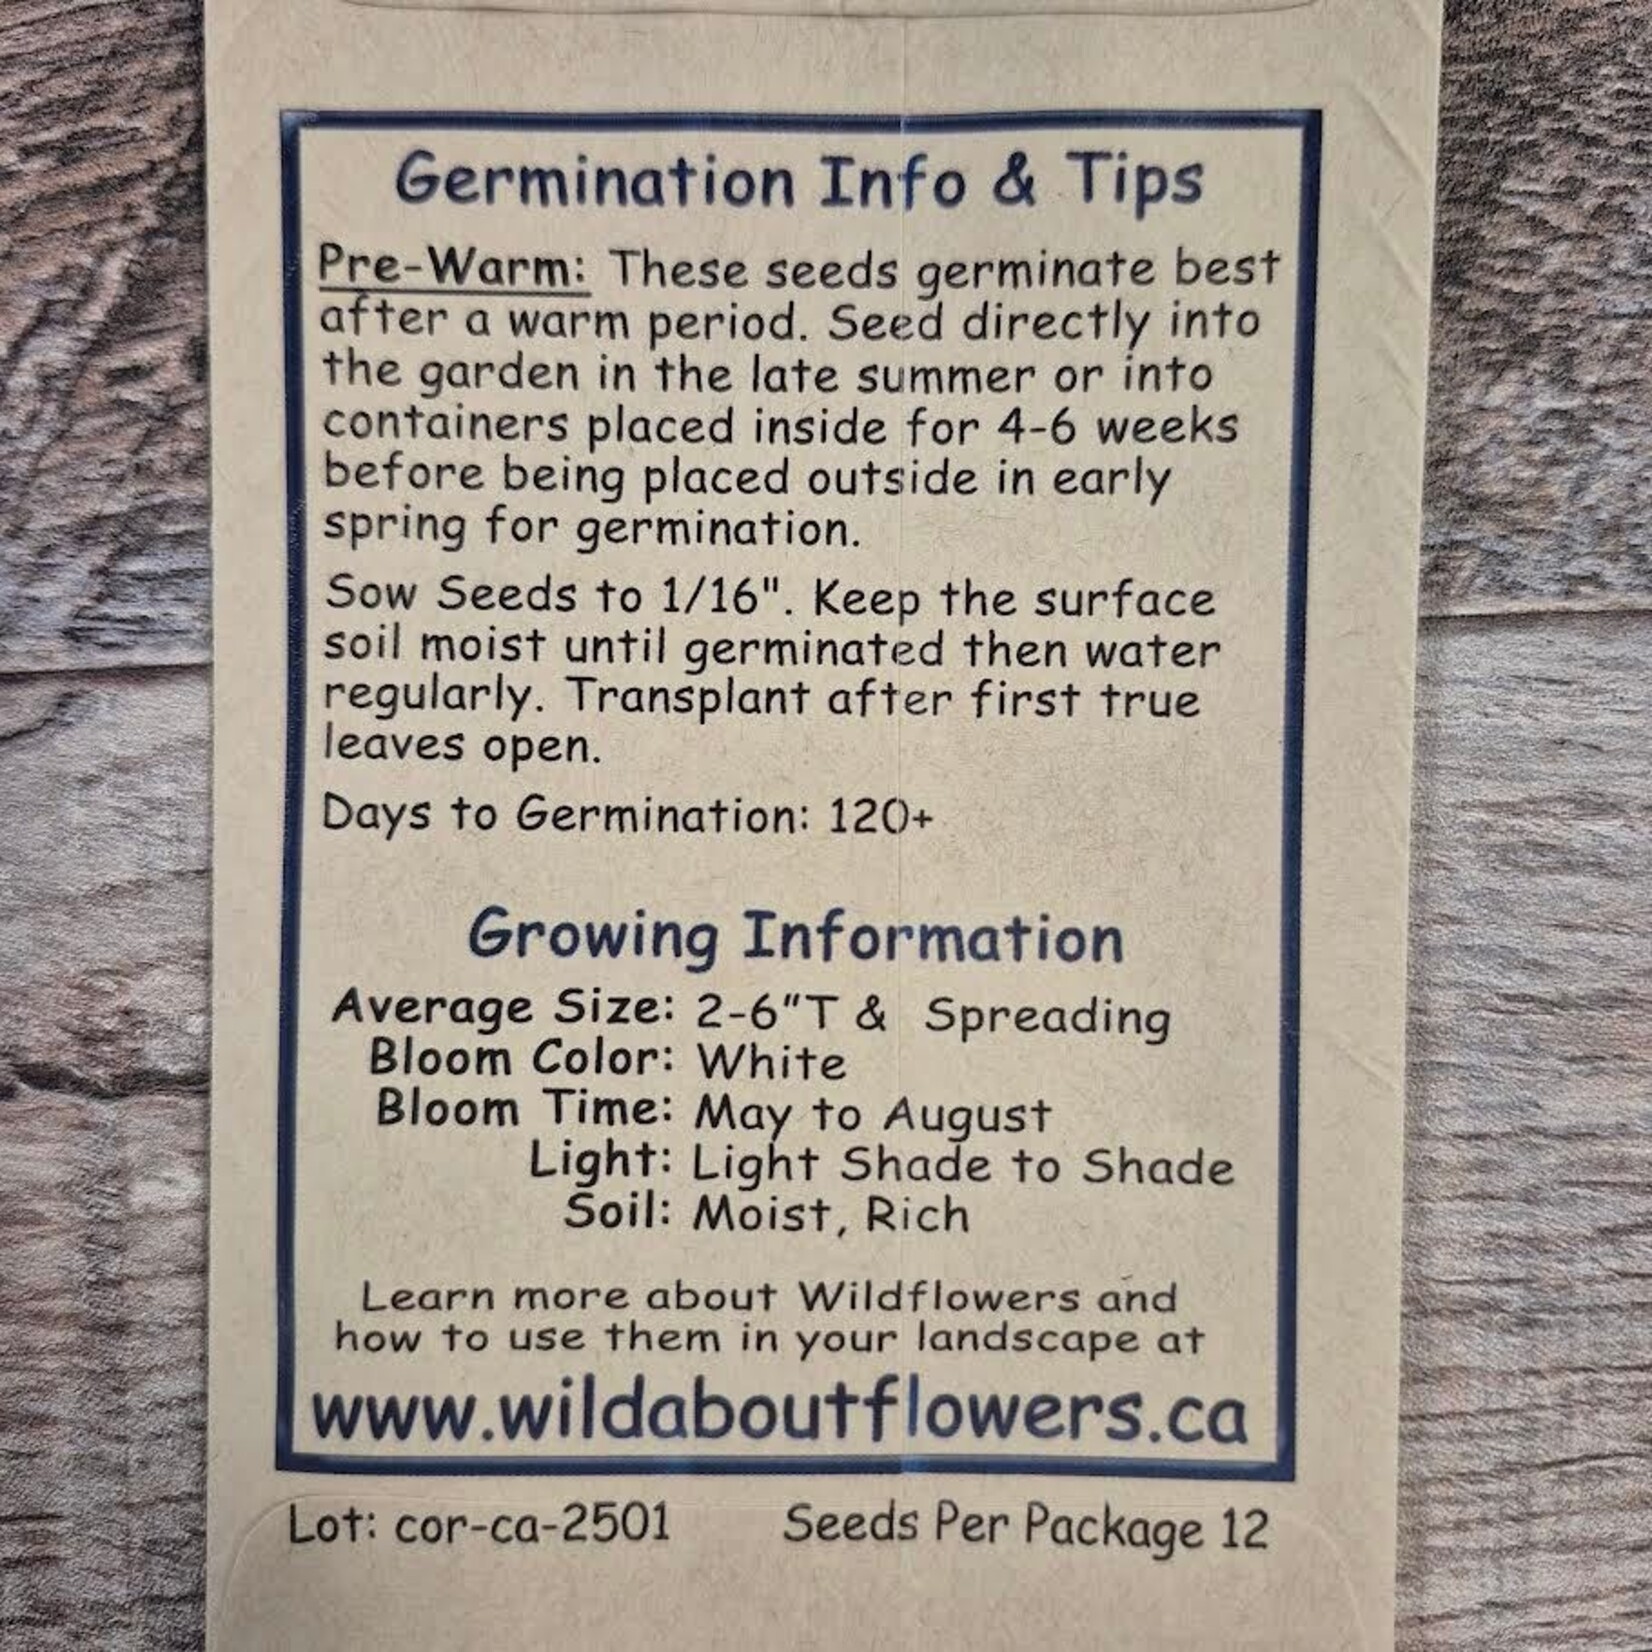 Germination Info & Tips
Pre-Warm: These seeds germinate best
after a warm period. Seed directly into
the garden in the late summer or into
containers placed inside for 4-6 weeks
before being placed outside in early
spring for germination.
Sow Seeds to 1/16". Keep the surface
soil moist until germinated then water
regularly. Transplant after first true
leaves open.
Days to Germination: 120+
Growing Information
Average Size: 2-6"T & Spreading
Bloom Color: White
Bloom Time: May to August
Light: Light Shade to Shade
Soil: Moist, Rich
Learn more about Wildflowers and
how to use them in your landscape at
www.wildaboutflowers.ca
Lot: cor-ca-2501 Seeds Per Package 12